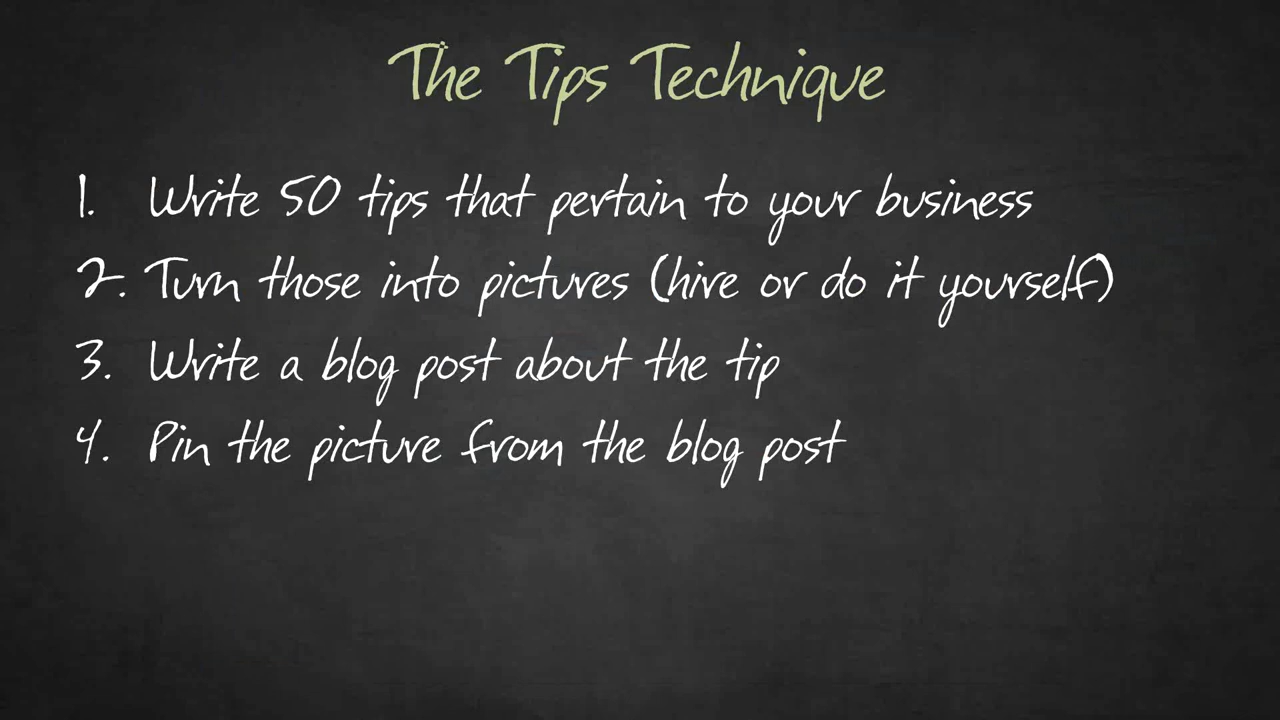 The Tips Technique
1. Write 50 tips that pertain to your business
2. Turn those into pictures (hire or do it yourself)
3. Write a blog post about the tip
4. Pin the picture from the blog post